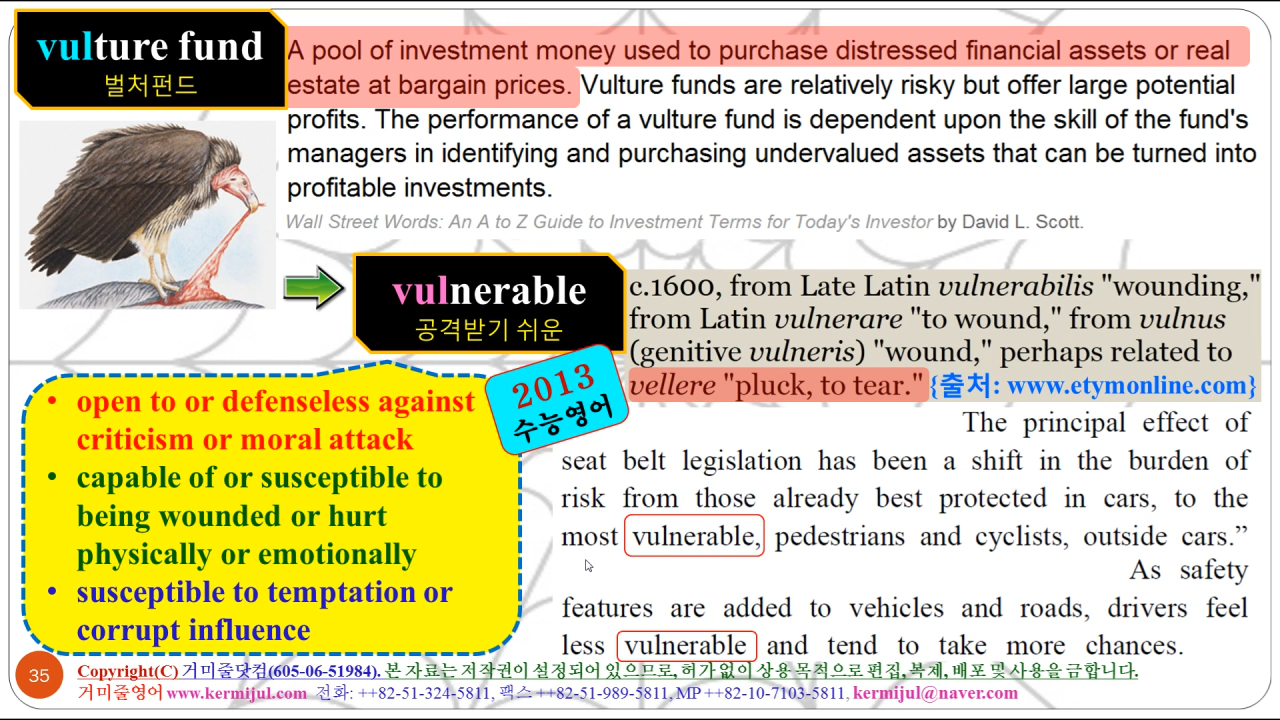 vulture fund
벌처펀드
A pool of investment money used to purchase distressed financial assets or real
estate at bargain prices. Vulture funds are relatively risky but offer large potential
profits. The performance of a vulture fund is dependent upon the skill of the fund's
managers in identifying and purchasing undervalued assets that can be turned into
profitable investments.
Wall Street Words: An A to Z Guide to Investment Terms for Today's Investor by David L. Scott.
vulnerable
공격받기 쉬운
c.1600, from Late Latin vulnerabilis "wounding,"
from Latin vulnerare "to wound," from vulnus
(genitive vulneris) "wound," perhaps related to
vellere "pluck, to tear." {출처: www.etymonline.com}
• open to or defenseless against
criticism or moral attack
• capable of or susceptible to
being wounded or hurt
physically or emotionally
• susceptible to temptation or
corrupt influence
2013
수능영어
The principal effect of
seat belt legislation has been a shift in the burden of
risk from those already best protected in cars, to the
most vulnerable, pedestrians and cyclists, outside cars.”
As safety
features are added to vehicles and roads, drivers feel
less vulnerable and tend to take more chances.
35
Copyright(C) 거미줄닷컴(605-06-51984). 본 자료는 저작권이 설정되어 있으므로, 허가 없이 상용 목적으로 편집, 복제, 배포 및 사용을 금합니다.
거미줄영어 www.kermijul.com 전화: ++82-51-324-5811, 팩스 ++82-51-989-5811, MP ++82-10-7103-5811, kermijul@naver.com